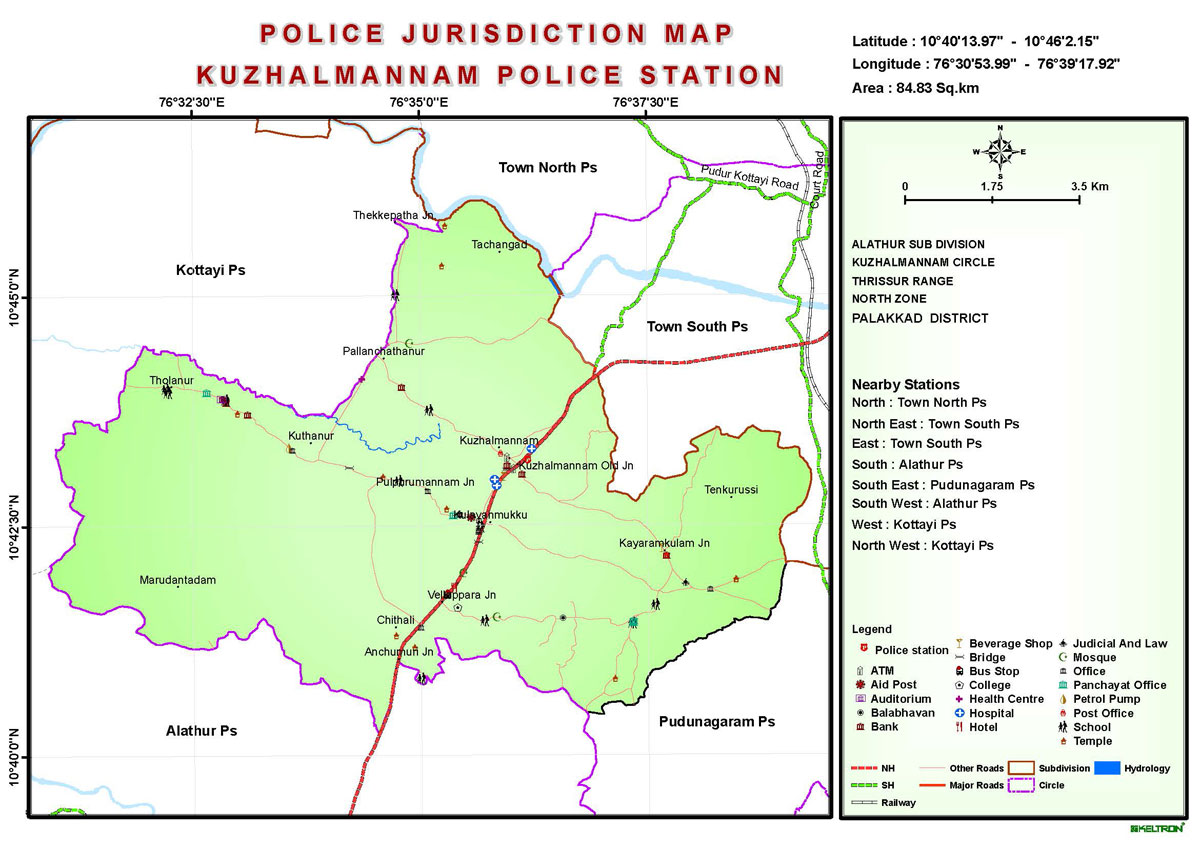 POLICE JURISDICTION MAP
KUZHALMANNAM POLICE STATION
Latitude : 10°40'13.97" - 10°46'2.15"
Longitude : 76°30'53.99" - 76°39'17.92"
Area : 84.83 Sq.km
76°32'30"E
76°35'0"E
76°37'30"E
10°45'0"N
10°42'30"N
10°40'0"N
Town North Ps
Pudur Kottayi Road
Court Road
Thekkepatha Jn
Tachangad
Kottayi Ps
Town South Ps
Pallanchathanur
Tholanur
Kuthanur
Kuzhalmannam
Kuzhalmannam Old Jn
Tenkurussi
Kayaramkulam Jn
Marudantadam
Chithali
Alathur Ps
Pudunagaram Ps
N
W
E
S
0
1.75
3.5 Km
ALATHUR SUB DIVISION
KUZHALMANNAM CIRCLE
THRISSUR RANGE
NORTH ZONE
PALAKKAD DISTRICT
Nearby Stations
North : Town North Ps
North East : Town South Ps
East : Town South Ps
South : Alathur Ps
South East : Pudunagaram Ps
South West : Alathur Ps
West : Kottayi Ps
North West : Kottayi Ps
Legend
Police station
ATM
Aid Post
Auditorium
Balabhavan
Bank
Beverage Shop
Bridge
Bus Stop
College
Health Centre
Hospital
Hotel
Judicial And Law
Mosque
Office
Panchayat Office
Petrol Pump
Post Office
School
Temple
NH
SH
Railway
Other Roads
Major Roads
Subdivision
Circle
Hydrology
KELTRON